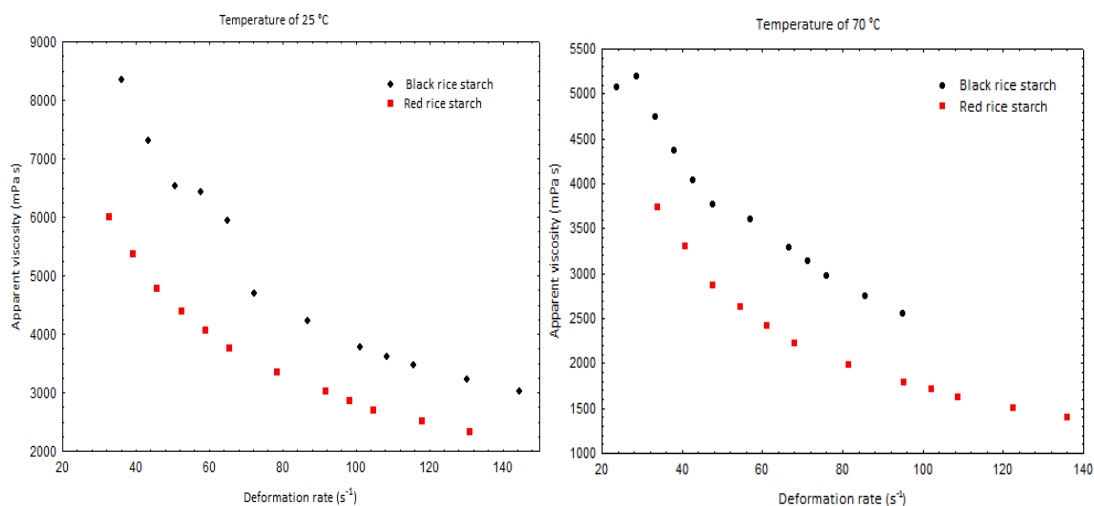 Temperature of 25 ⁰C
9000
8000
7000
6000
5000
4000
3000
2000
Apparent viscosity (mPa s)
Black rice starch
Red rice starch
20 40 60 80 100 120 140
Deformation rate (s⁻¹)
Temperature of 70 ⁰C
5500
5000
4500
4000
3500
3000
2500
2000
1500
1000
Apparent viscosity (mPa s)
Black rice starch
Red rice starch
20 40 60 80 100 120 140
Deformation rate (s⁻¹)